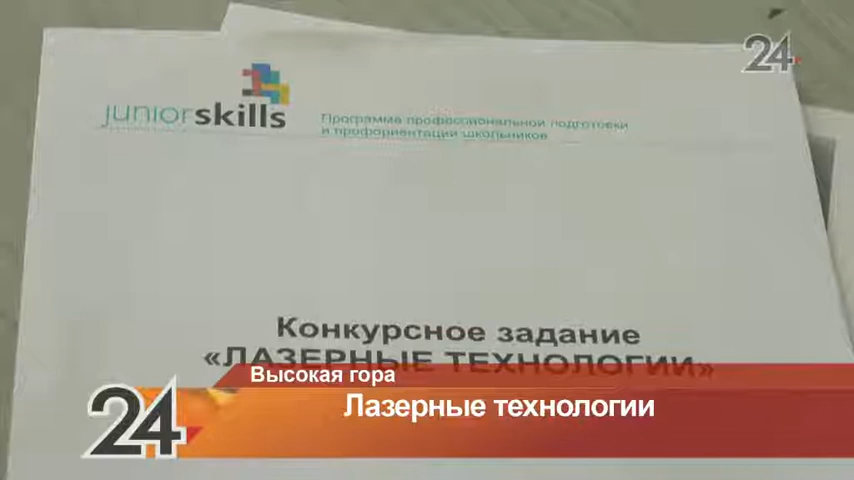 24
juniorskills
Программа профессиональной подготовки
и профориентации школьников
Конкурсное задание
«ЛАЗЕРНЫЕ ТЕХНОЛОГИИ»
Высокая гора
24
Лазерные технологии